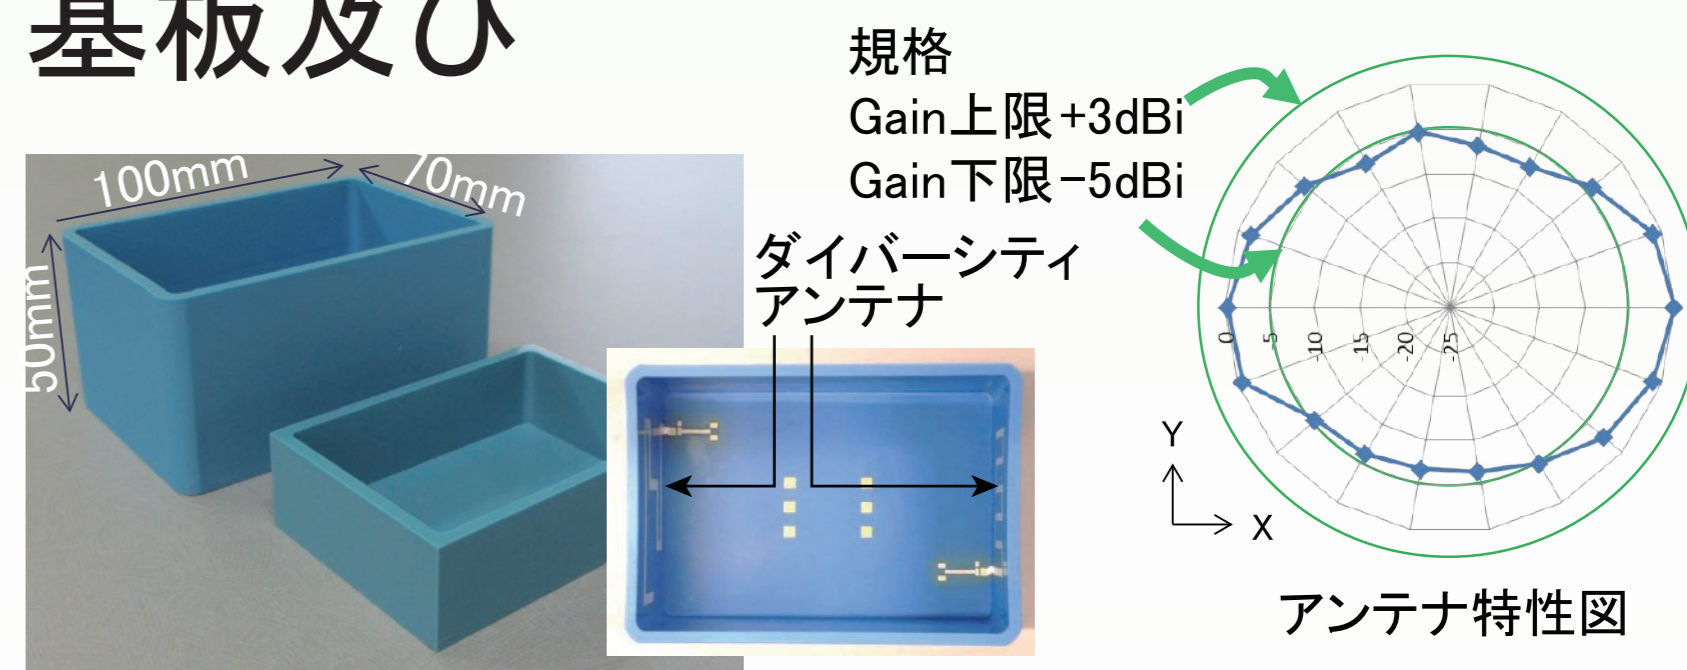 基板及び
規格
Gain上限+3dBi
Gain下限−5dBi
100mm
70mm
50mm
ダイバーシティ
アンテナ
0
-5
-10
-15
-20
-25
Y
X
アンテナ特性図